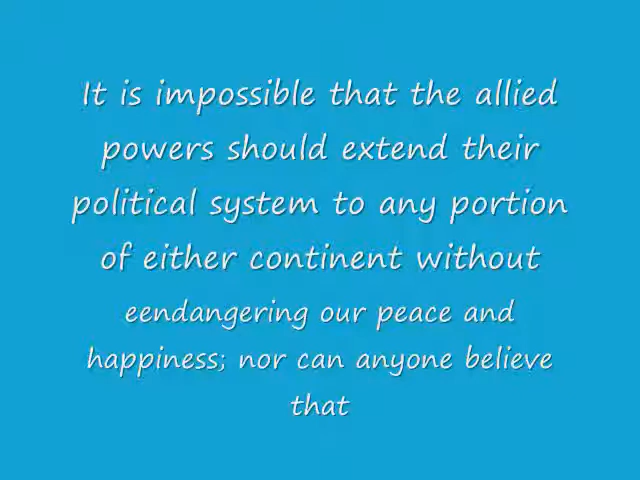 It is impossible that the allied
powers should extend their
political system to any portion
of either continent without
eendangering our peace and
happiness; nor can anyone believe
that